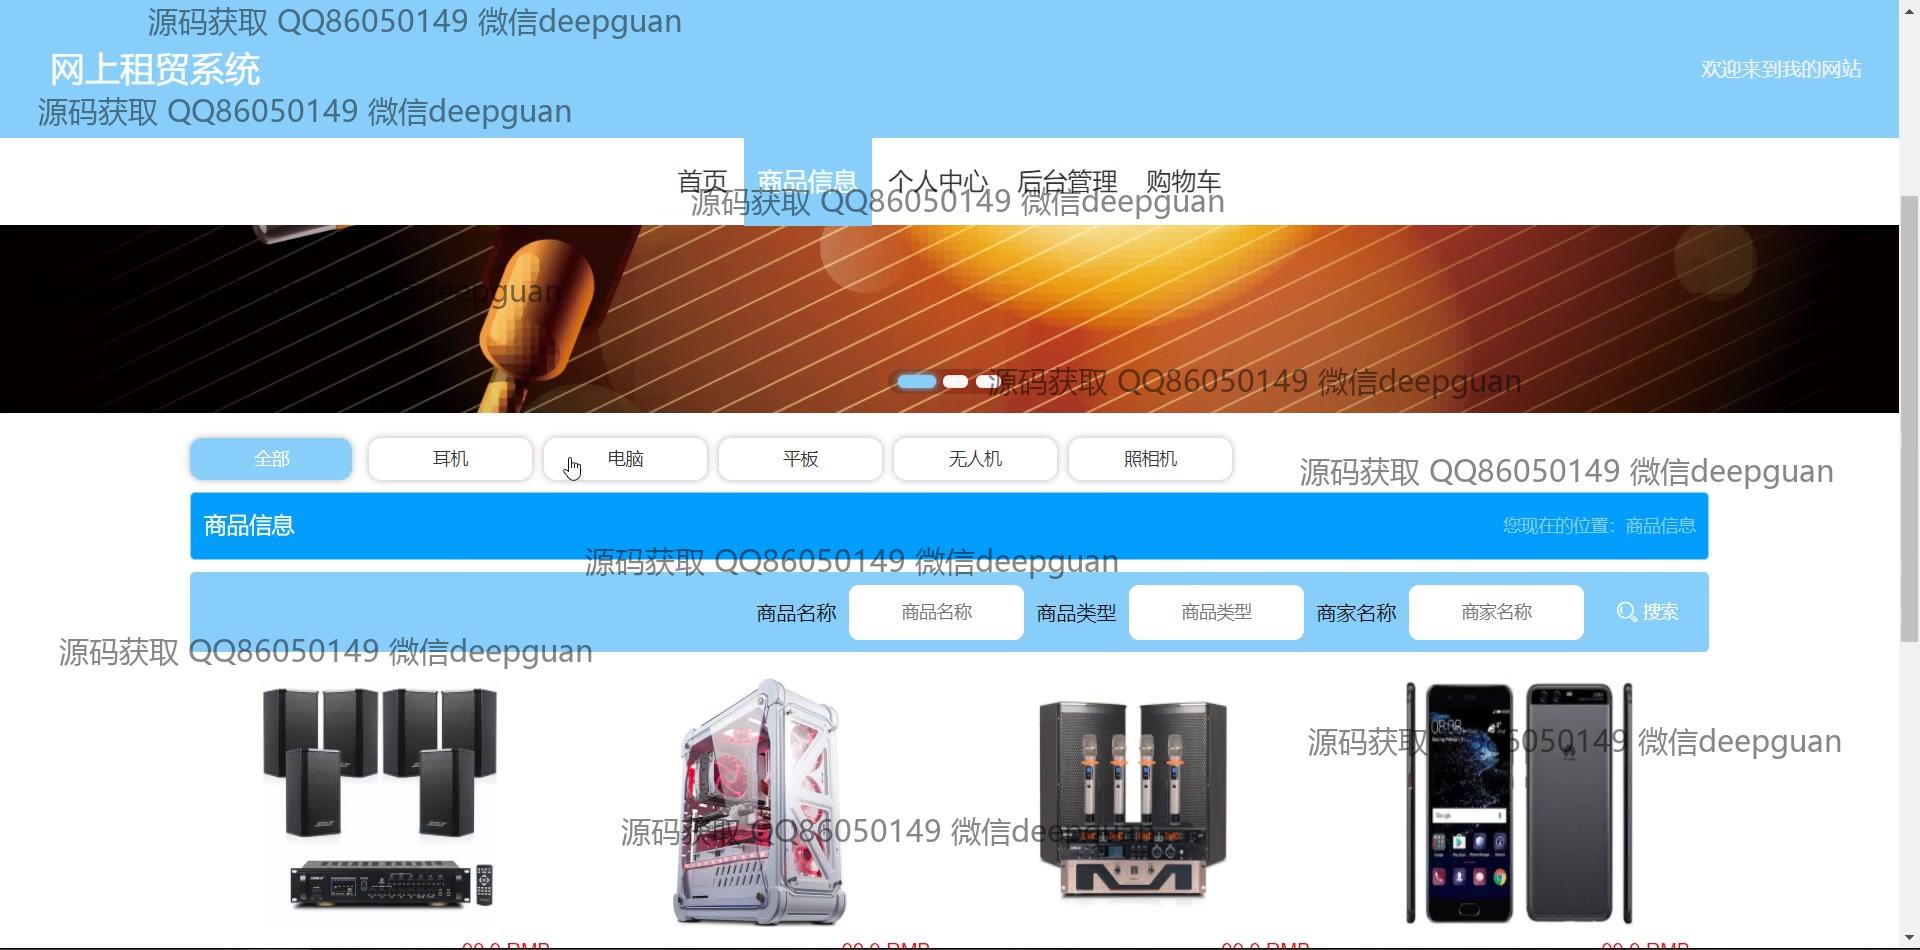 源码获取 QQ86050149 微信deepguan
网上租贸系统
欢迎来到我的网站
源码获取 QQ86050149 微信deepguan
首页 商品信息 个人中心 后台管理 购物车
源码获取 QQ86050149 微信deepguan
deepguan
源码获取 QQ86050149 微信deepguan
全部 耳机 电脑 平板 无人机 照相机
源码获取 QQ86050149 微信deepguan
商品信息
您现在的位置：商品信息
源码获取 QQ86050149 微信deepguan
商品名称 商品名称 商品类型 商品类型 商家名称 商家名称 搜索
源码获取 QQ86050149 微信deepguan
08:08
源码获取 6050149 微信deepguan
Google
源码获取 QQ86050149 微信deepguan